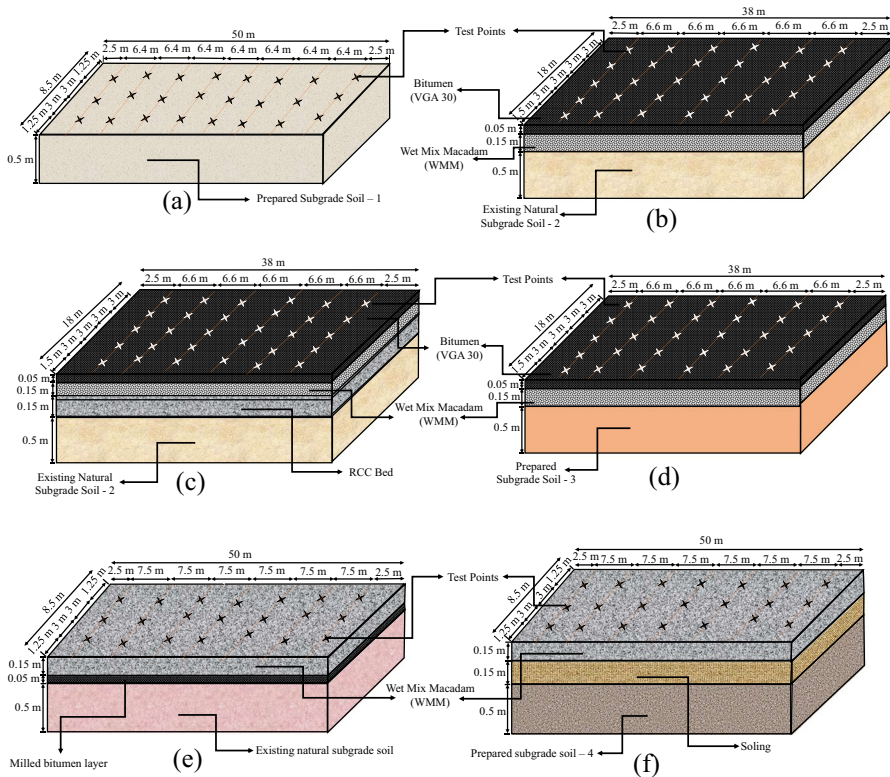 50 m
2.5 m 6.4 m 6.4 m 6.4 m 6.4 m 6.4 m 6.4 m 2.5 m
8.5 m
1.25 m 3 m 3 m 1.25 m
0.5 m
Prepared Subgrade Soil – 1
(a)
Test Points
Bitumen
(VGA 30)
Wet Mix Macadam
(WMM)
38 m
2.5 m 6.6 m 6.6 m 6.6 m 6.6 m 6.6 m 2.5 m
18 m
1.5 m 3 m 3 m 3 m 3 m
0.05 m
0.15 m
0.5 m
Existing Natural
Subgrade Soil - 2
(b)
38 m
2.5 m 6.6 m 6.6 m 6.6 m 6.6 m 6.6 m 2.5 m
18 m
1.5 m 3 m 3 m 3 m 3 m
0.05 m
0.15 m
0.15 m
0.5 m
Existing Natural
Subgrade Soil - 2
(c)
RCC Bed
Test Points
Bitumen
(VGA 30)
Wet Mix Macadam
(WMM)
38 m
2.5 m 6.6 m 6.6 m 6.6 m 6.6 m 6.6 m 2.5 m
18 m
1.5 m 3 m 3 m 3 m 3 m
0.05 m
0.15 m
0.5 m
Prepared
Subgrade Soil - 3
(d)
50 m
2.5 m 7.5 m 7.5 m 7.5 m 7.5 m 7.5 m 7.5 m 2.5 m
8.5 m
1.25 m 3 m 3 m 1.25 m
0.15 m
0.05 m
0.5 m
Milled bitumen layer
(e)
Existing natural subgrade soil
Test Points
Wet Mix Macadam
(WMM)
50 m
2.5 m 7.5 m 7.5 m 7.5 m 7.5 m 7.5 m 7.5 m 2.5 m
8.5 m
1.25 m 3 m 3 m 1.25 m
0.15 m
0.15 m
0.5 m
Prepared subgrade soil – 4
(f)
Soling